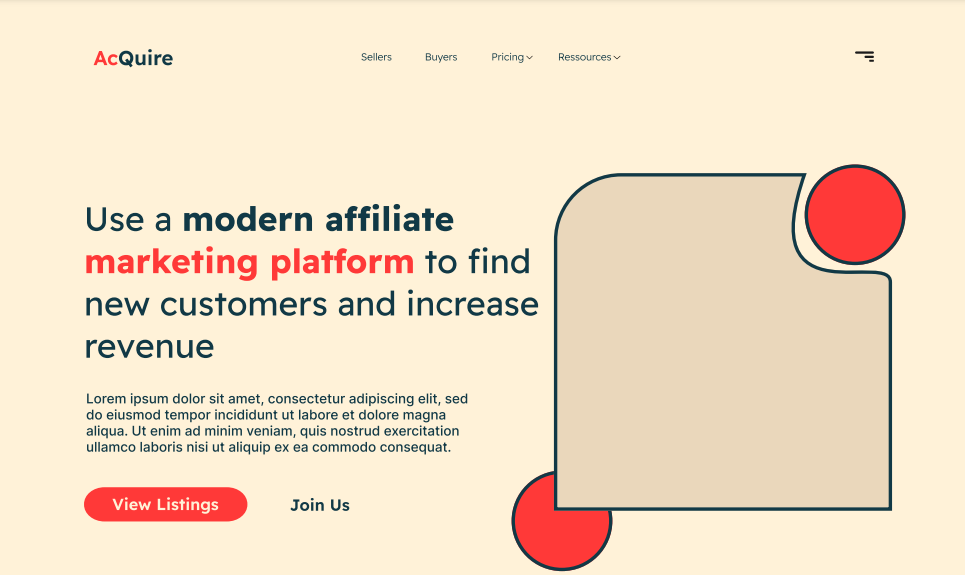 AcQuire
Sellers
Buyers
Pricing
Ressources
Use a modern affiliate
marketing platform to find
new customers and increase
revenue
Lorem ipsum dolor sit amet, consectetur adipiscing elit, sed
do eiusmod tempor incididunt ut labore et dolore magna
aliqua. Ut enim ad minim veniam, quis nostrud exercitation
ullamco laboris nisi ut aliquip ex ea commodo consequat.
View Listings
Join Us